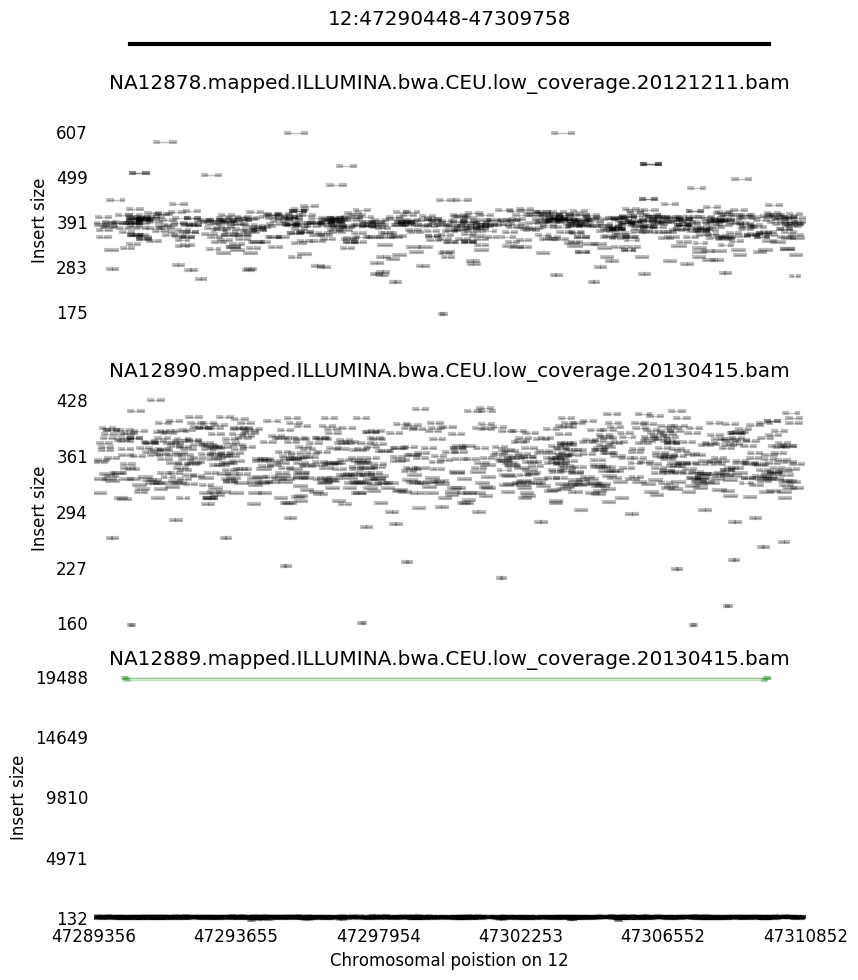 12:47290448-47309758
NA12878.mapped.ILLUMINA.bwa.CEU.low_coverage.20121211.bam
607
499
391
283
175
Insert size
NA12890.mapped.ILLUMINA.bwa.CEU.low_coverage.20130415.bam
428
361
294
227
160
Insert size
NA12889.mapped.ILLUMINA.bwa.CEU.low_coverage.20130415.bam
19488
14649
9810
4971
132
Insert size
47289356 47293655 47297954 47302253 47306552 47310852
Chromosomal poistion on 12